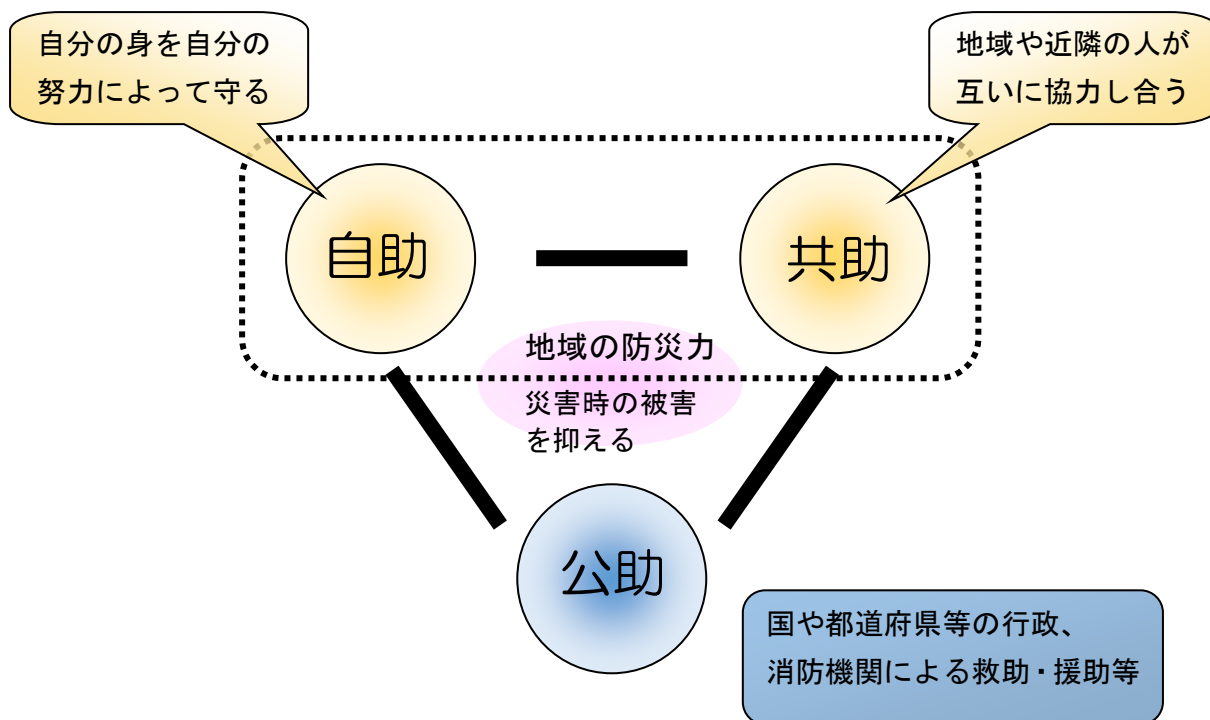 自分の身を自分の
努力によって守る
地域や近隣の人が
互いに協力し合う
自助
共助
地域の防災力
災害時の被害
を抑える
公助
国や都道府県等の行政、
消防機関による救助・援助等